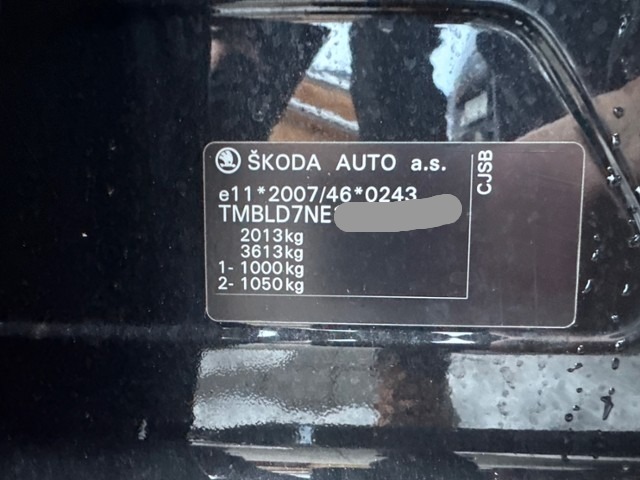 ŠKODA AUTO a.s.
e11*2007/46*0243
TMBLD7NE
2013kg
3613kg
1- 1000kg
2- 1050kg
CJSB